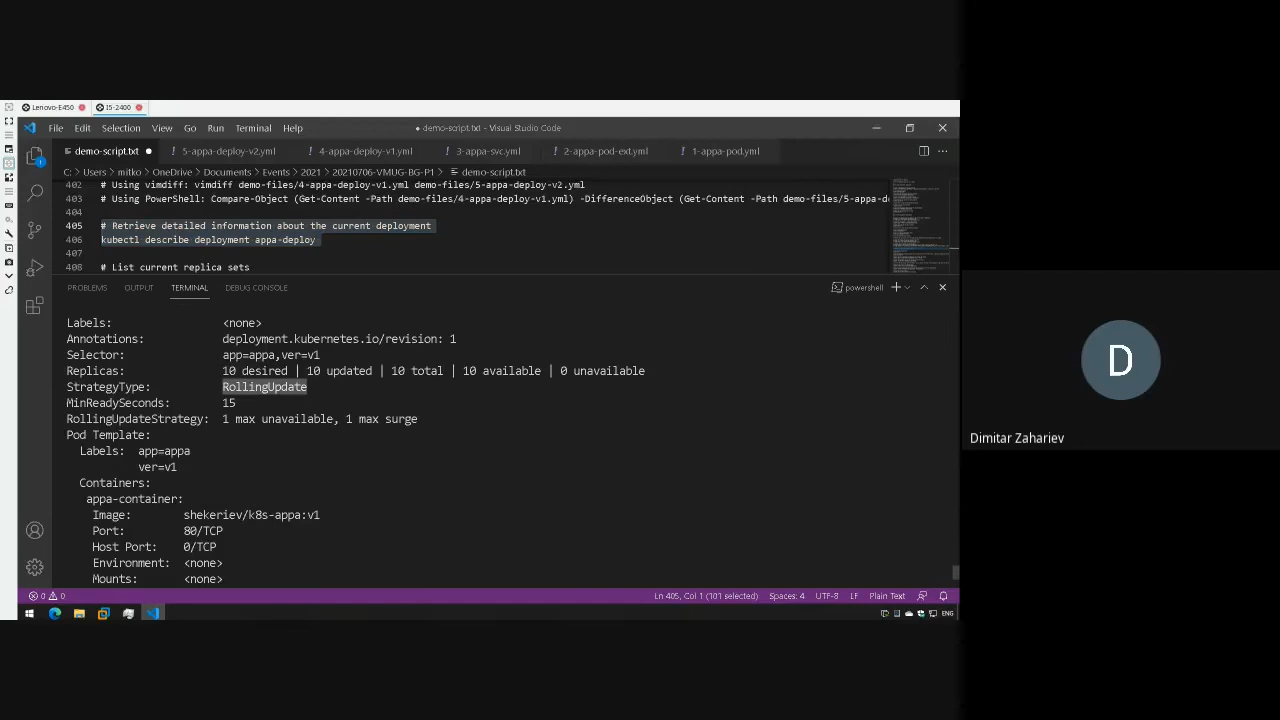 Lenovo-E450
I5-2400
File Edit Selection View Go Run Terminal Help
● demo-script.txt - Visual Studio Code
demo-script.txt ●
! 5-appa-deploy-v2.yml
! 4-appa-deploy-v1.yml
! 3-appa-svc.yml
! 2-appa-pod-ext.yml
! 1-appa-pod.yml
C: > Users > mitko > OneDrive > Documents > Events > 2021 > 20210706-VMUG-BG-P1 > demo-script.txt
402 # Using vimdiff: vimdiff demo-files/4-appa-deploy-v1.yml demo-files/5-appa-deploy-v2.yml
403 # Using PowerShell: Compare-Object (Get-Content -Path demo-files/4-appa-deploy-v1.yml) -DifferenceObject (Get-Content -Path demo-files/5-appa-de
404
405 # Retrieve detailed information about the current deployment
406 kubectl describe deployment appa-deploy
407
408 # List current replica sets
PROBLEMS OUTPUT TERMINAL DEBUG CONSOLE
powershell
Labels: <none>
Annotations: deployment.kubernetes.io/revision: 1
Selector: app=appa,ver=v1
Replicas: 10 desired | 10 updated | 10 total | 10 available | 0 unavailable
StrategyType: RollingUpdate
MinReadySeconds: 15
RollingUpdateStrategy: 1 max unavailable, 1 max surge
Pod Template:
Labels: app=appa
ver=v1
Containers:
appa-container:
Image: shekeriev/k8s-appa:v1
Port: 80/TCP
Host Port: 0/TCP
Environment: <none>
Mounts: <none>
0 0
Ln 405, Col 1 (101 selected) Spaces: 4 UTF-8 LF Plain Text
ENG
D
Dimitar Zahariev